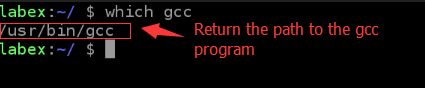 labex:~/ $ which gcc
/usr/bin/gcc
labex:~/ $
Return the path to the gcc
program